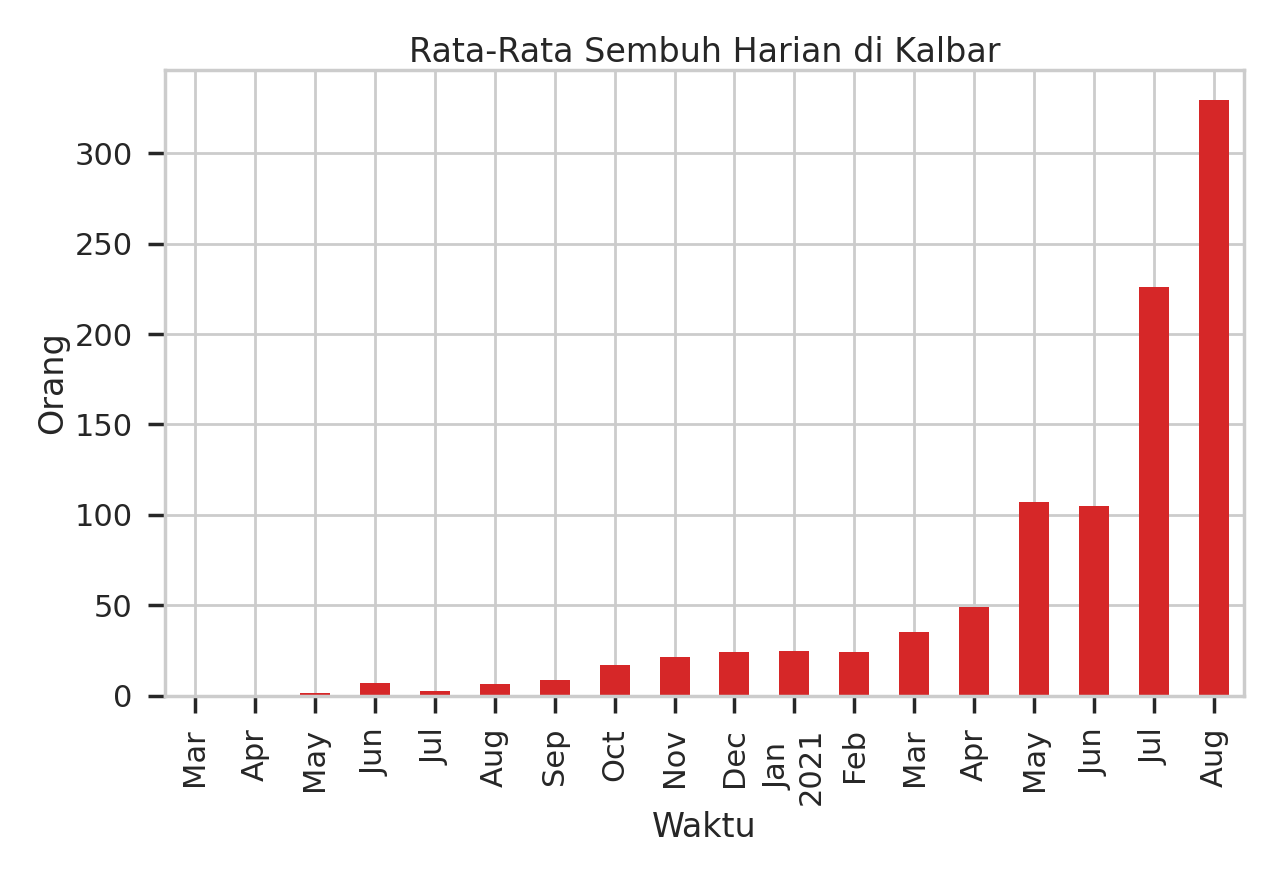 Rata-Rata Sembuh Harian di Kalbar
300
250
200
150
100
50
0
Orang
Mar
Apr
May
Jun
Jul
Aug
Sep
Oct
Nov
Dec
Jan
2021
Feb
Mar
Apr
May
Jun
Jul
Aug
Waktu